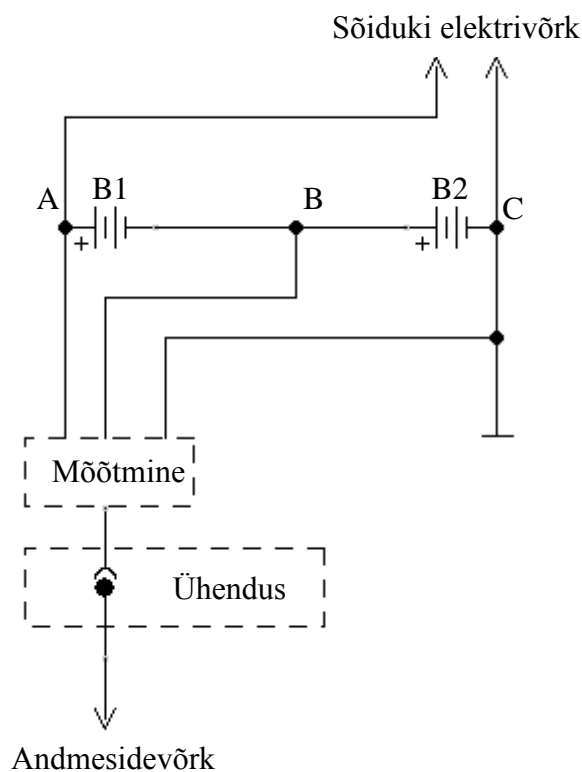 Sõiduki elektrivõrk
A
B1
B
B2
C
+
+
Mõõtmine
Ühendus
Andmesidevõrk